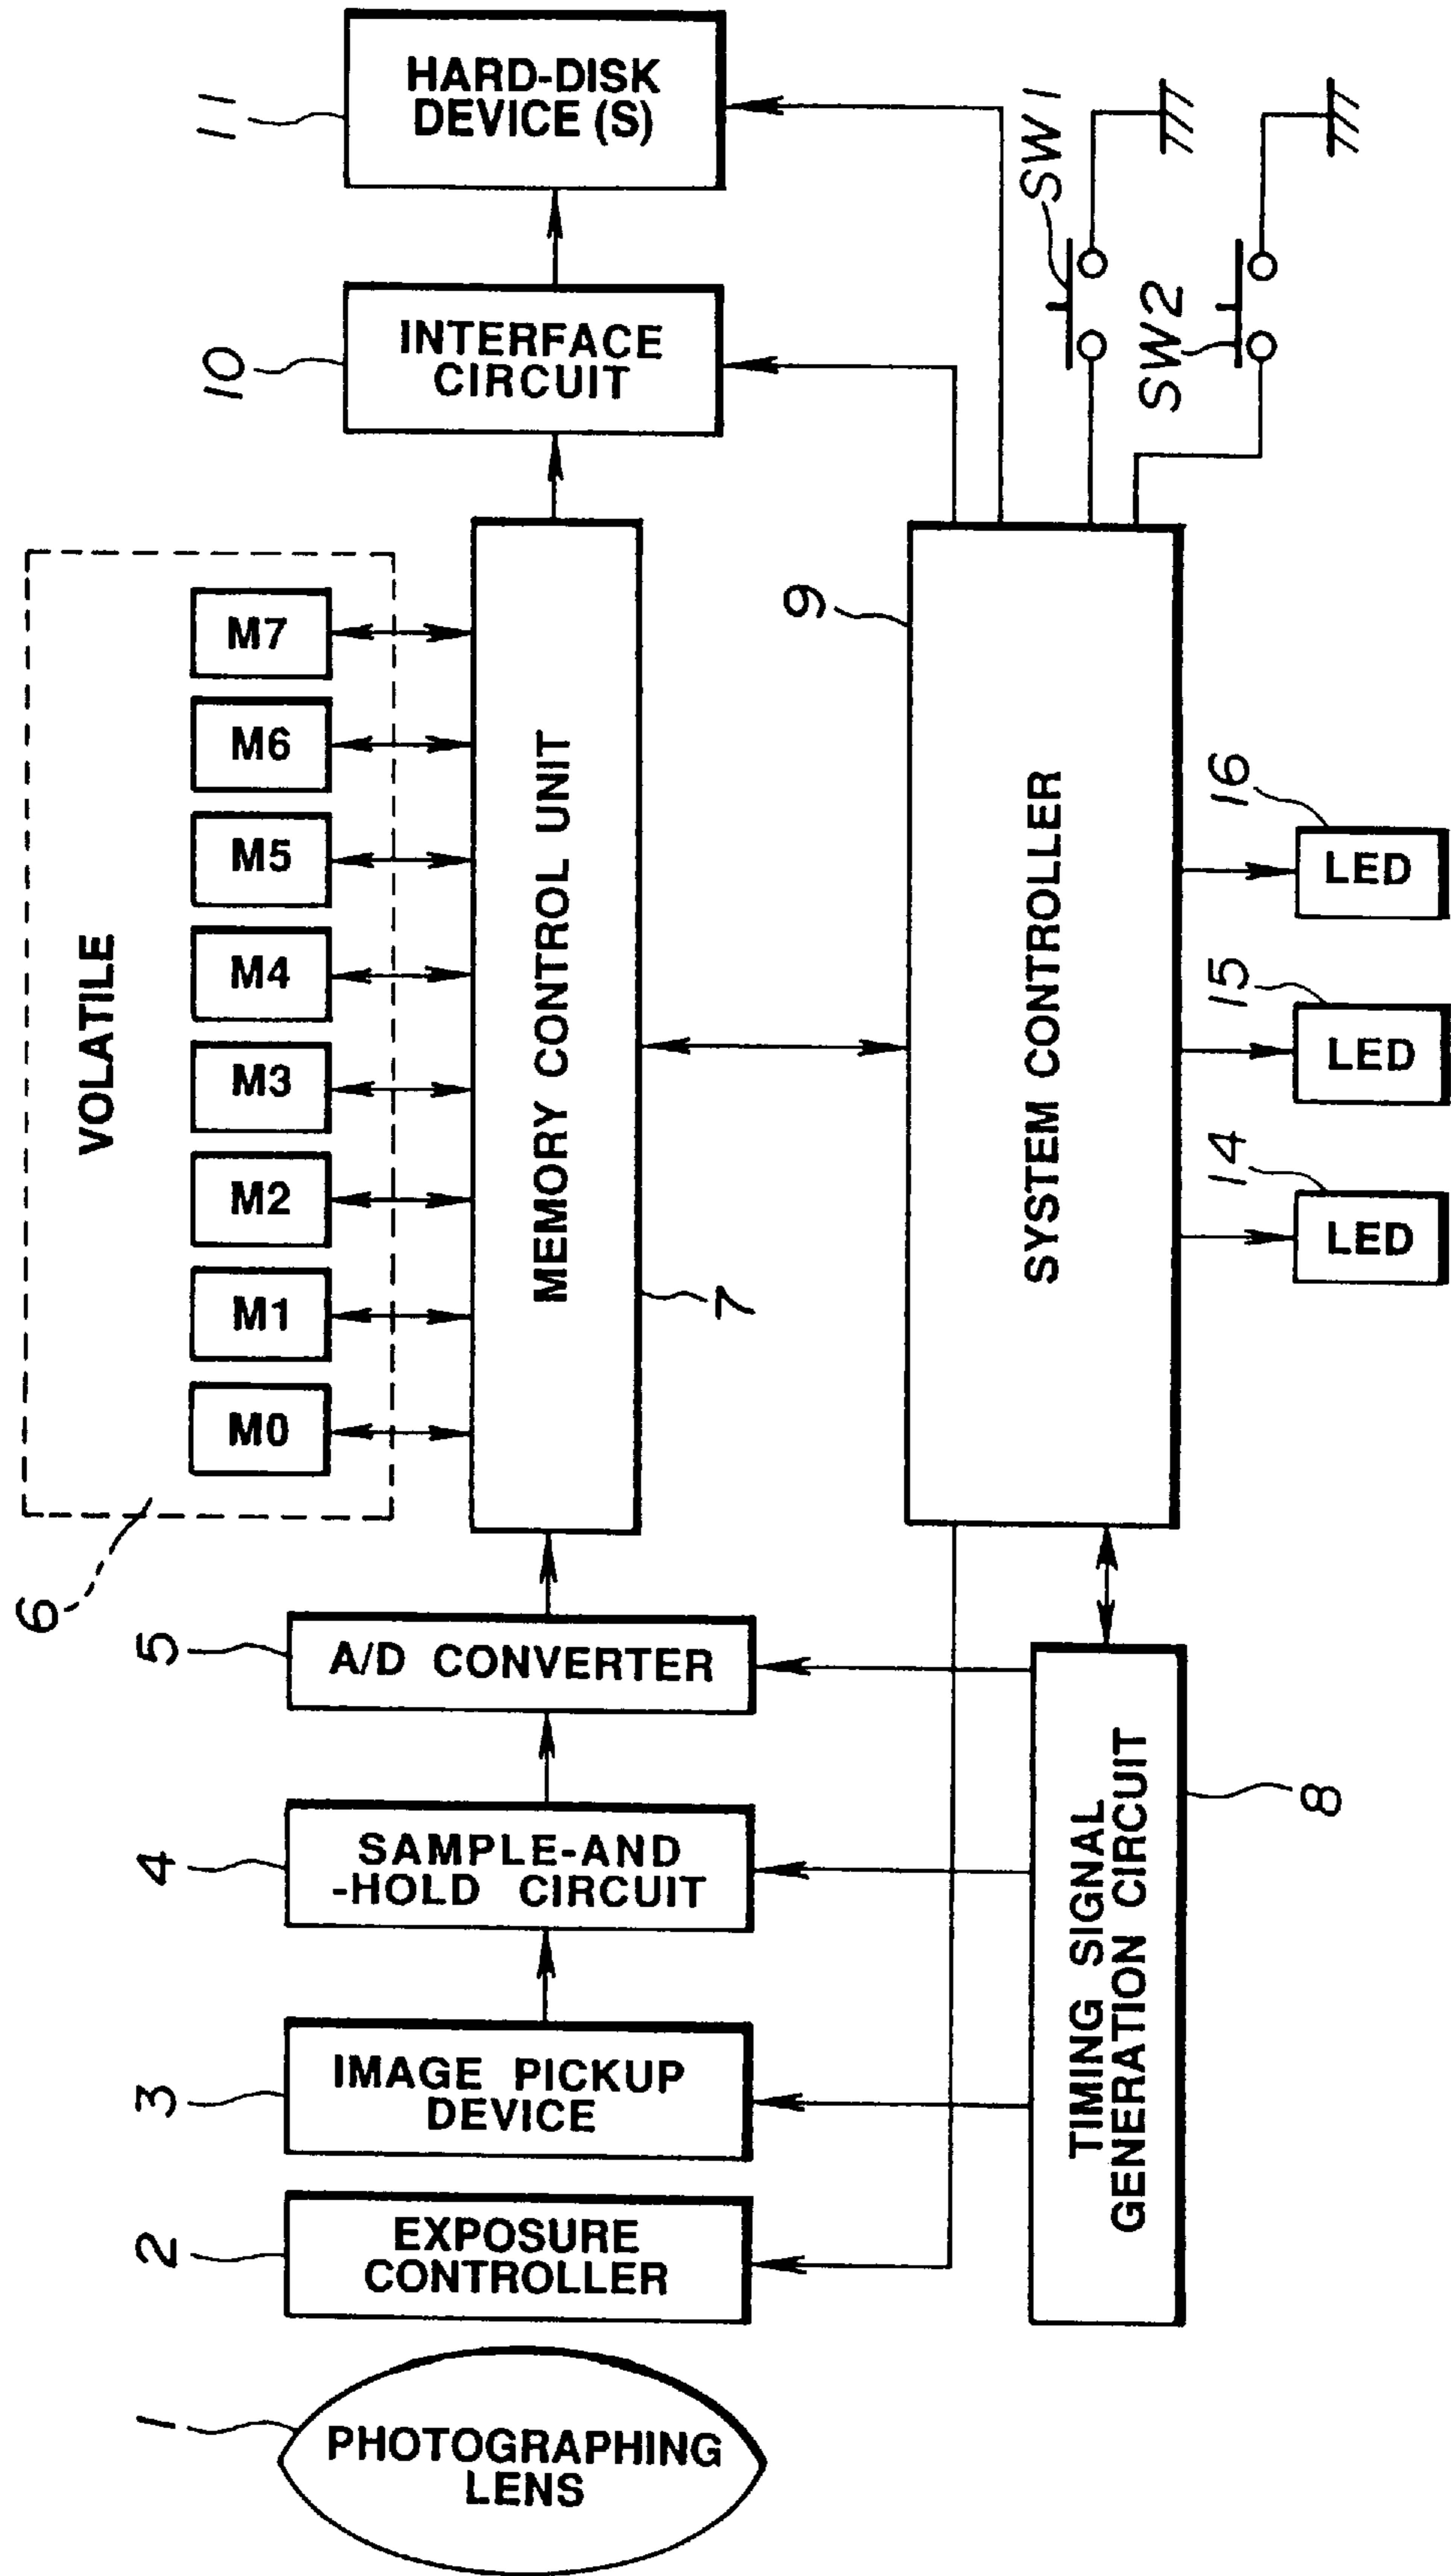 6
VOLATILE
M0
M1
M2
M3
M4
M5
M6
M7
1
PHOTOGRAPHING
LENS
2
EXPOSURE
CONTROLLER
3
IMAGE PICKUP
DEVICE
4
SAMPLE-AND
-HOLD CIRCUIT
5
A/D CONVERTER
MEMORY CONTROL UNIT
7
10
INTERFACE
CIRCUIT
11
HARD-DISK
DEVICE (S)
TIMING SIGNAL
GENERATION CIRCUIT
8
9
SYSTEM CONTROLLER
SW1
SW2
14
LED
15
LED
16
LED